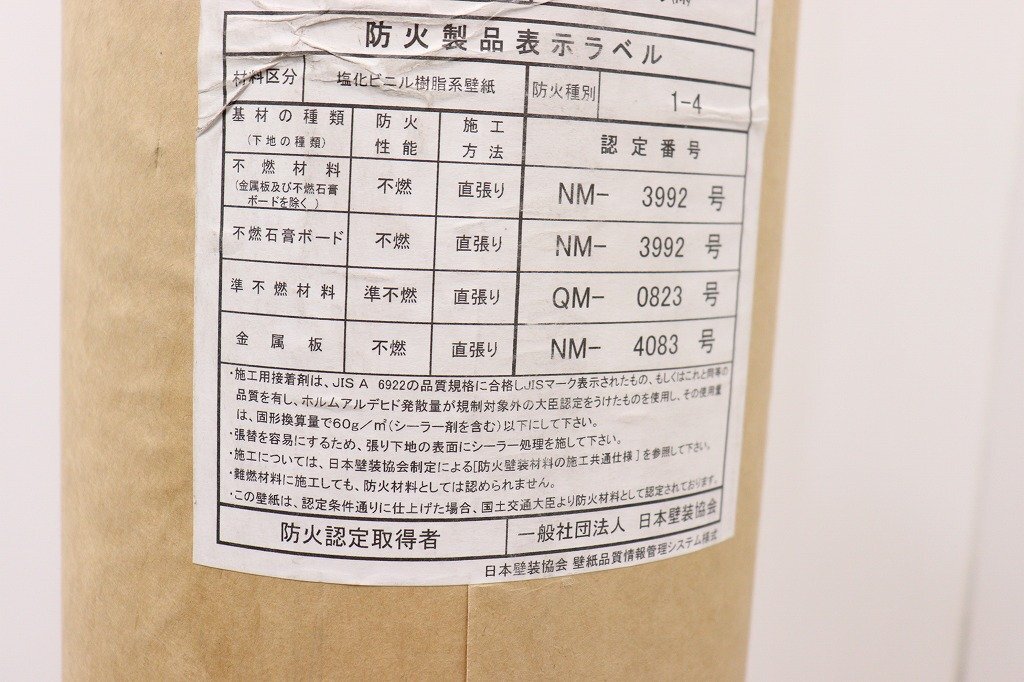 防火製品表示ラベル
材料区分 塩化ビニル樹脂系壁紙 防火種別 1-4
基材の種類 防火 施工 認定番号
(下地の種類) 性能 方法
不燃材料 不燃 直張り NM- 3992 号
(金属板及び不燃石膏
ボードを除く)
不燃石膏ボード 不燃 直張り NM- 3992 号
準不燃材料 準不燃 直張り QM- 0823 号
金属板 不燃 直張り NM- 4083 号
・施工用接着剤は、JIS A 6922の品質規格に合格しJISマーク表示されたもの、もしくはこれと同等の
品質を有し、ホルムアルデヒド発散量が規制対象外の大臣認定をうけたものを使用し、その使用量
は、固形換算量で60g/㎡(シーラー剤を含む)以下にして下さい。
・張替を容易にするため、張り下地の表面にシーラー処理を施して下さい。
・施工については、日本壁装協会制定による[防火壁装材料の施工共通仕様]を参照して下さい。
・難燃材料に施工しても、防火材料としては認められません。
・この壁紙は、認定条件通りに仕上げた場合、国土交通大臣より防火材料として認定されております。
防火認定取得者 一般社団法人 日本壁装協会
日本壁装協会 壁紙品質情報管理システム様式